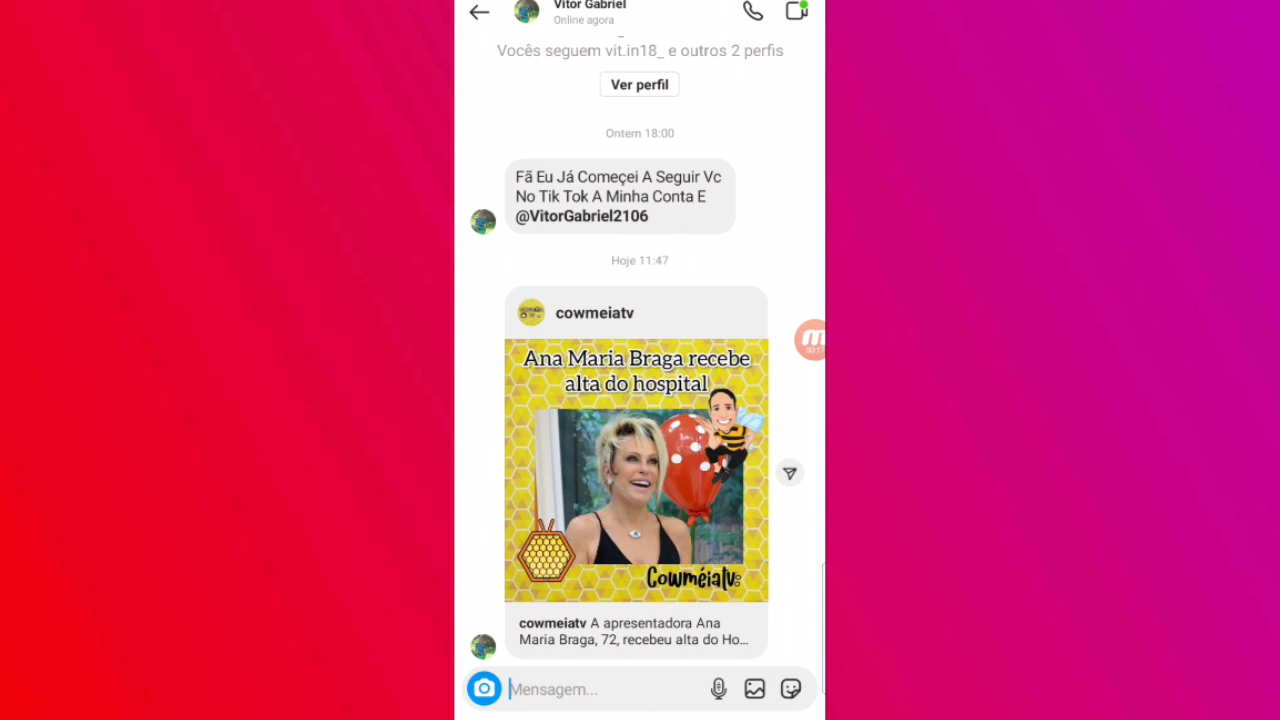 Vitor Gabriel
Online agora
Vocês seguem vit.in18_ e outros 2 perfis
Ver perfil
Ontem 18:00
Fã Eu Já Começei A Seguir Vc
No Tik Tok A Minha Conta E
@VitorGabriel2106
Hoje 11:47
cowmeiatv
Ana Maria Braga recebe
alta do hospital
Cowméiatv
cowmeiatv A apresentadora Ana
Maria Braga, 72, recebeu alta do Ho...
Mensagem...
00:17